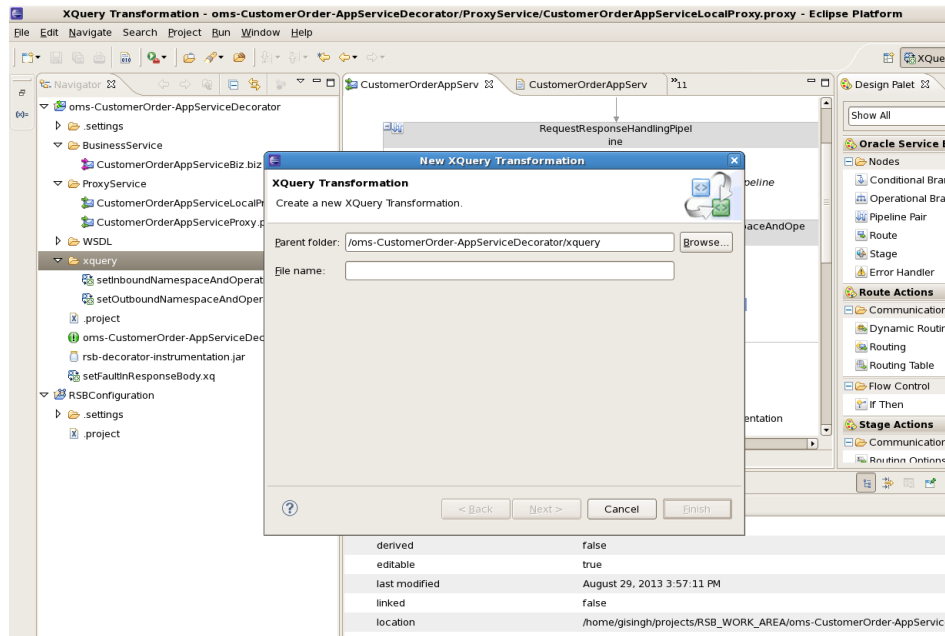 XQuery Transformation - oms-CustomerOrder-AppServiceDecorator/ProxyService/CustomerOrderAppServiceLocalProxy.proxy - Eclipse Platform
File Edit Navigate Search Project Run Window Help
XQue
Navigator
CustomerOrderAppServ
CustomerOrderAppServ
"11
Design Palet
oms-CustomerOrder-AppServiceDecorator
.settings
BusinessService
CustomerOrderAppServiceBiz.biz
ProxyService
CustomerOrderAppServiceLocalPr
CustomerOrderAppServiceProxy.p
WSDL
xquery
setInboundNamespaceAndOperat
setOutboundNamespaceAndOper
.project
oms-CustomerOrder-AppServiceDec
rsb-decorator-instrumentation.jar
setFaultInResponseBody.xq
RSBConfiguration
.settings
.project
RequestResponseHandlingPipel
ine
peline
paceAndOpe
entation
New XQuery Transformation
XQuery Transformation
Create a new XQuery Transformation.
Parent folder: /oms-CustomerOrder-AppServiceDecorator/xquery Browse...
File name:
< Back Next > Cancel Finish
Show All
Oracle Service B
Nodes
Conditional Bra
Operational Bra
Pipeline Pair
Route
Stage
Error Handler
Route Actions
Communication
Dynamic Routin
Routing
Routing Table
Flow Control
If Then
Stage Actions
Communication
Routing Options
derived false
editable true
last modified August 29, 2013 3:57:11 PM
linked false
location /home/gisingh/projects/RSB_WORK_AREA/oms-CustomerOrder-AppServic